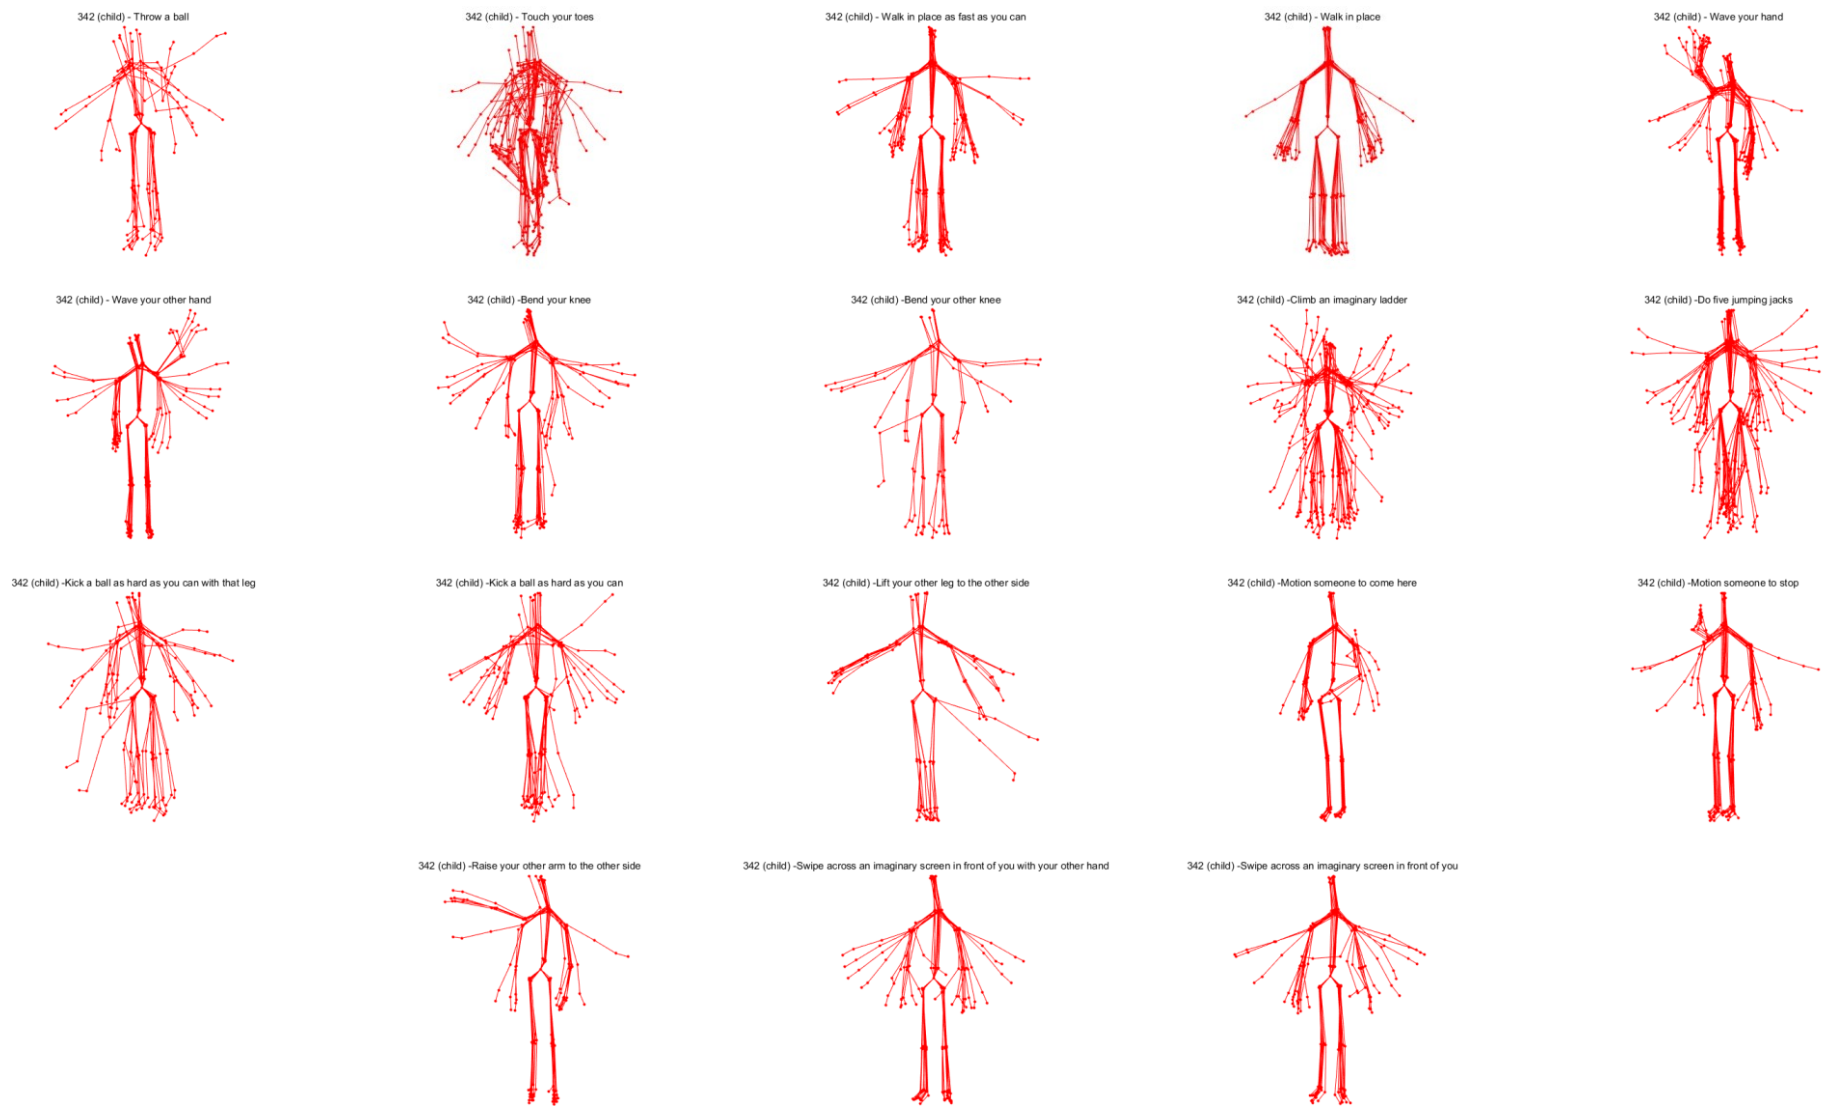 342 (child) - Throw a ball
342 (child) - Touch your toes
342 (child) - Walk in place as fast as you can
342 (child) - Walk in place
342 (child) - Wave your hand
342 (child) - Wave your other hand
342 (child) -Bend your knee
342 (child) -Bend your other knee
342 (child) -Climb an imaginary ladder
342 (child) -Do five jumping jacks
342 (child) -Kick a ball as hard as you can with that leg
342 (child) -Kick a ball as hard as you can
342 (child) -Lift your other leg to the other side
342 (child) -Motion someone to come here
342 (child) -Motion someone to stop
342 (child) -Raise your other arm to the other side
342 (child) -Swipe across an imaginary screen in front of you with your other hand
342 (child) -Swipe across an imaginary screen in front of you